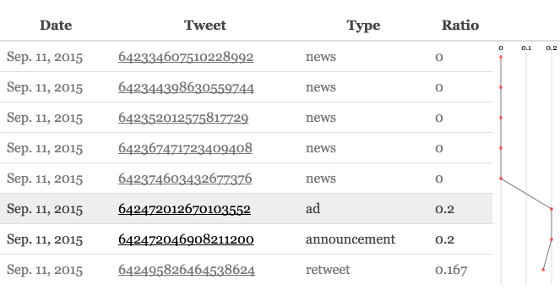 Date Tweet Type Ratio
0 0.1 0.2
Sep. 11, 2015 642334607510228992 news 0
Sep. 11, 2015 642344398630559744 news 0
Sep. 11, 2015 642352012575817729 news 0
Sep. 11, 2015 642367471723409408 news 0
Sep. 11, 2015 642374603432677376 news 0
Sep. 11, 2015 642472012670103552 ad 0.2
Sep. 11, 2015 642472046908211200 announcement 0.2
Sep. 11, 2015 642495826464538624 retweet 0.167